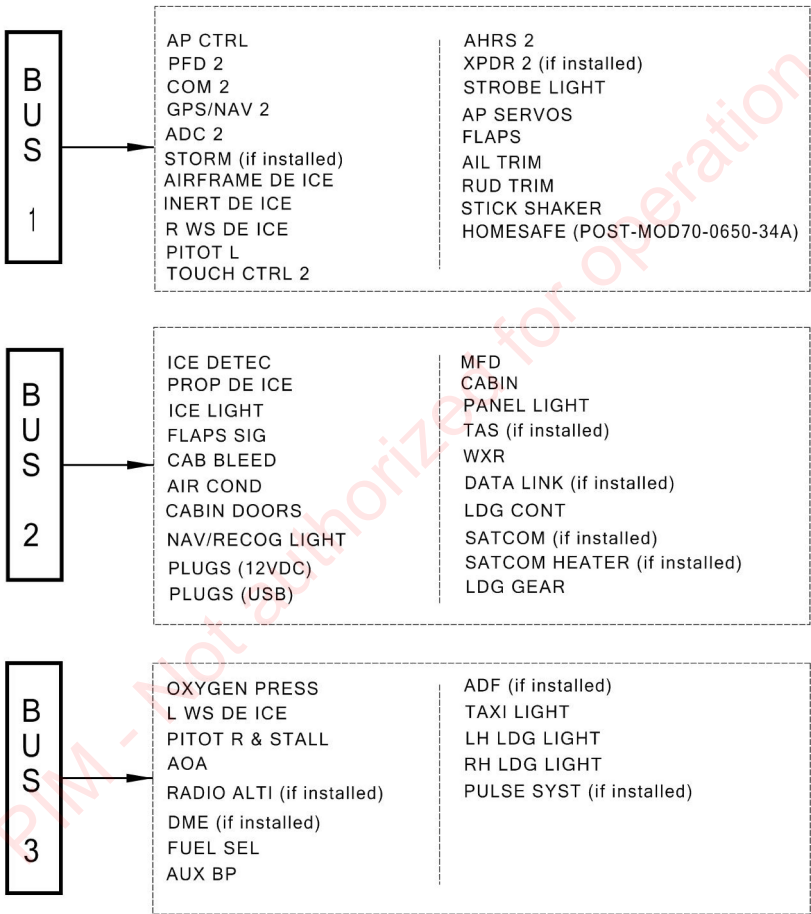 BUS 1
AP CTRL
PFD 2
COM 2
GPS/NAV 2
ADC 2
STORM (if installed)
AIRFRAME DE ICE
INERT DE ICE
R WS DE ICE
PITOT L
TOUCH CTRL 2
AHRS 2
XPDR 2 (if installed)
STROBE LIGHT
AP SERVOS
FLAPS
AIL TRIM
RUD TRIM
STICK SHAKER
HOMESAFE (POST-MOD70-0650-34A)
BUS 2
ICE DETEC
PROP DE ICE
ICE LIGHT
FLAPS SIG
CAB BLEED
AIR COND
CABIN DOORS
NAV/RECOG LIGHT
PLUGS (12VDC)
PLUGS (USB)
MFD
CABIN
PANEL LIGHT
TAS (if installed)
WXR
DATA LINK (if installed)
LDG CONT
SATCOM (if installed)
SATCOM HEATER (if installed)
LDG GEAR
BUS 3
OXYGEN PRESS
L WS DE ICE
PITOT R & STALL
AOA
RADIO ALTI (if installed)
DME (if installed)
FUEL SEL
AUX BP
ADF (if installed)
TAXI LIGHT
LH LDG LIGHT
RH LDG LIGHT
PULSE SYST (if installed)
PIM - Not authorized for operation